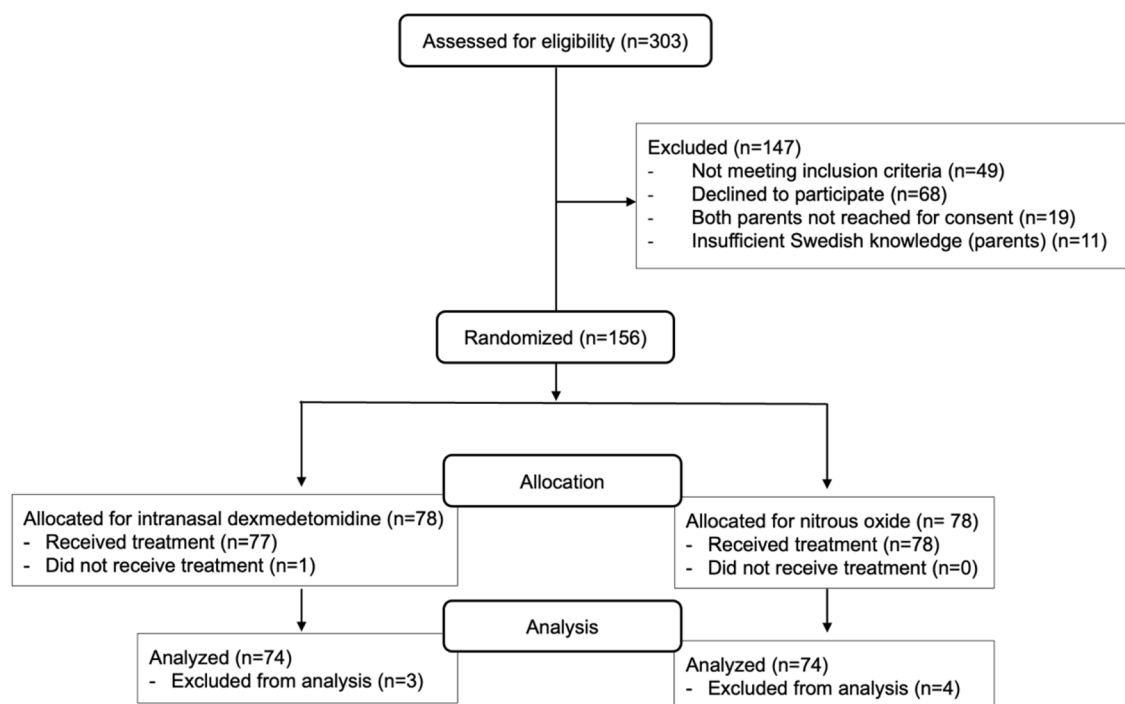 Assessed for eligibility (n=303)
Excluded (n=147)
- Not meeting inclusion criteria (n=49)
- Declined to participate (n=68)
- Both parents not reached for consent (n=19)
- Insufficient Swedish knowledge (parents) (n=11)
Randomized (n=156)
Allocation
Allocated for intranasal dexmedetomidine (n=78)
- Received treatment (n=77)
- Did not receive treatment (n=1)
Allocated for nitrous oxide (n= 78)
- Received treatment (n=78)
- Did not receive treatment (n=0)
Analysis
Analyzed (n=74)
- Excluded from analysis (n=3)
Analyzed (n=74)
- Excluded from analysis (n=4)